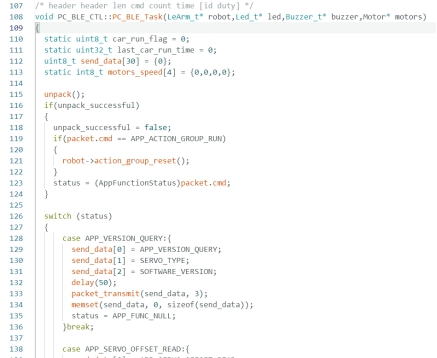 107 /* header header len cmd count time [id duty] */
108 void PC_BLE_CTL::PC_BLE_Task(LeArm_t* robot,Led_t* led,Buzzer_t* buzzer,Motor* motors)
109 {
110 static uint8_t car_run_flag = 0;
111 static uint32_t last_car_run_time = 0;
112 uint8_t send_data[30] = {0};
113 static int8_t motors_speed[4] = {0,0,0,0};
114
115 unpack();
116 if(unpack_successful)
117 {
118 unpack_successful = false;
119 if(packet.cmd == APP_ACTION_GROUP_RUN)
120 {
121 robot->action_group_reset();
122 }
123 status = (AppFunctionStatus)packet.cmd;
124 }
125
126 switch (status)
127 {
128 case APP_VERSION_QUERY:{
129 send_data[0] = APP_VERSION_QUERY;
130 send_data[1] = SERVO_TYPE;
131 send_data[2] = SOFTWARE_VERSION;
132 delay(50);
133 packet_transmit(send_data, 3);
134 memset(send_data, 0, sizeof(send_data));
135 status = APP_FUNC_NULL;
136 }break;
137
138 case APP_SERVO_OFFSET_READ:{